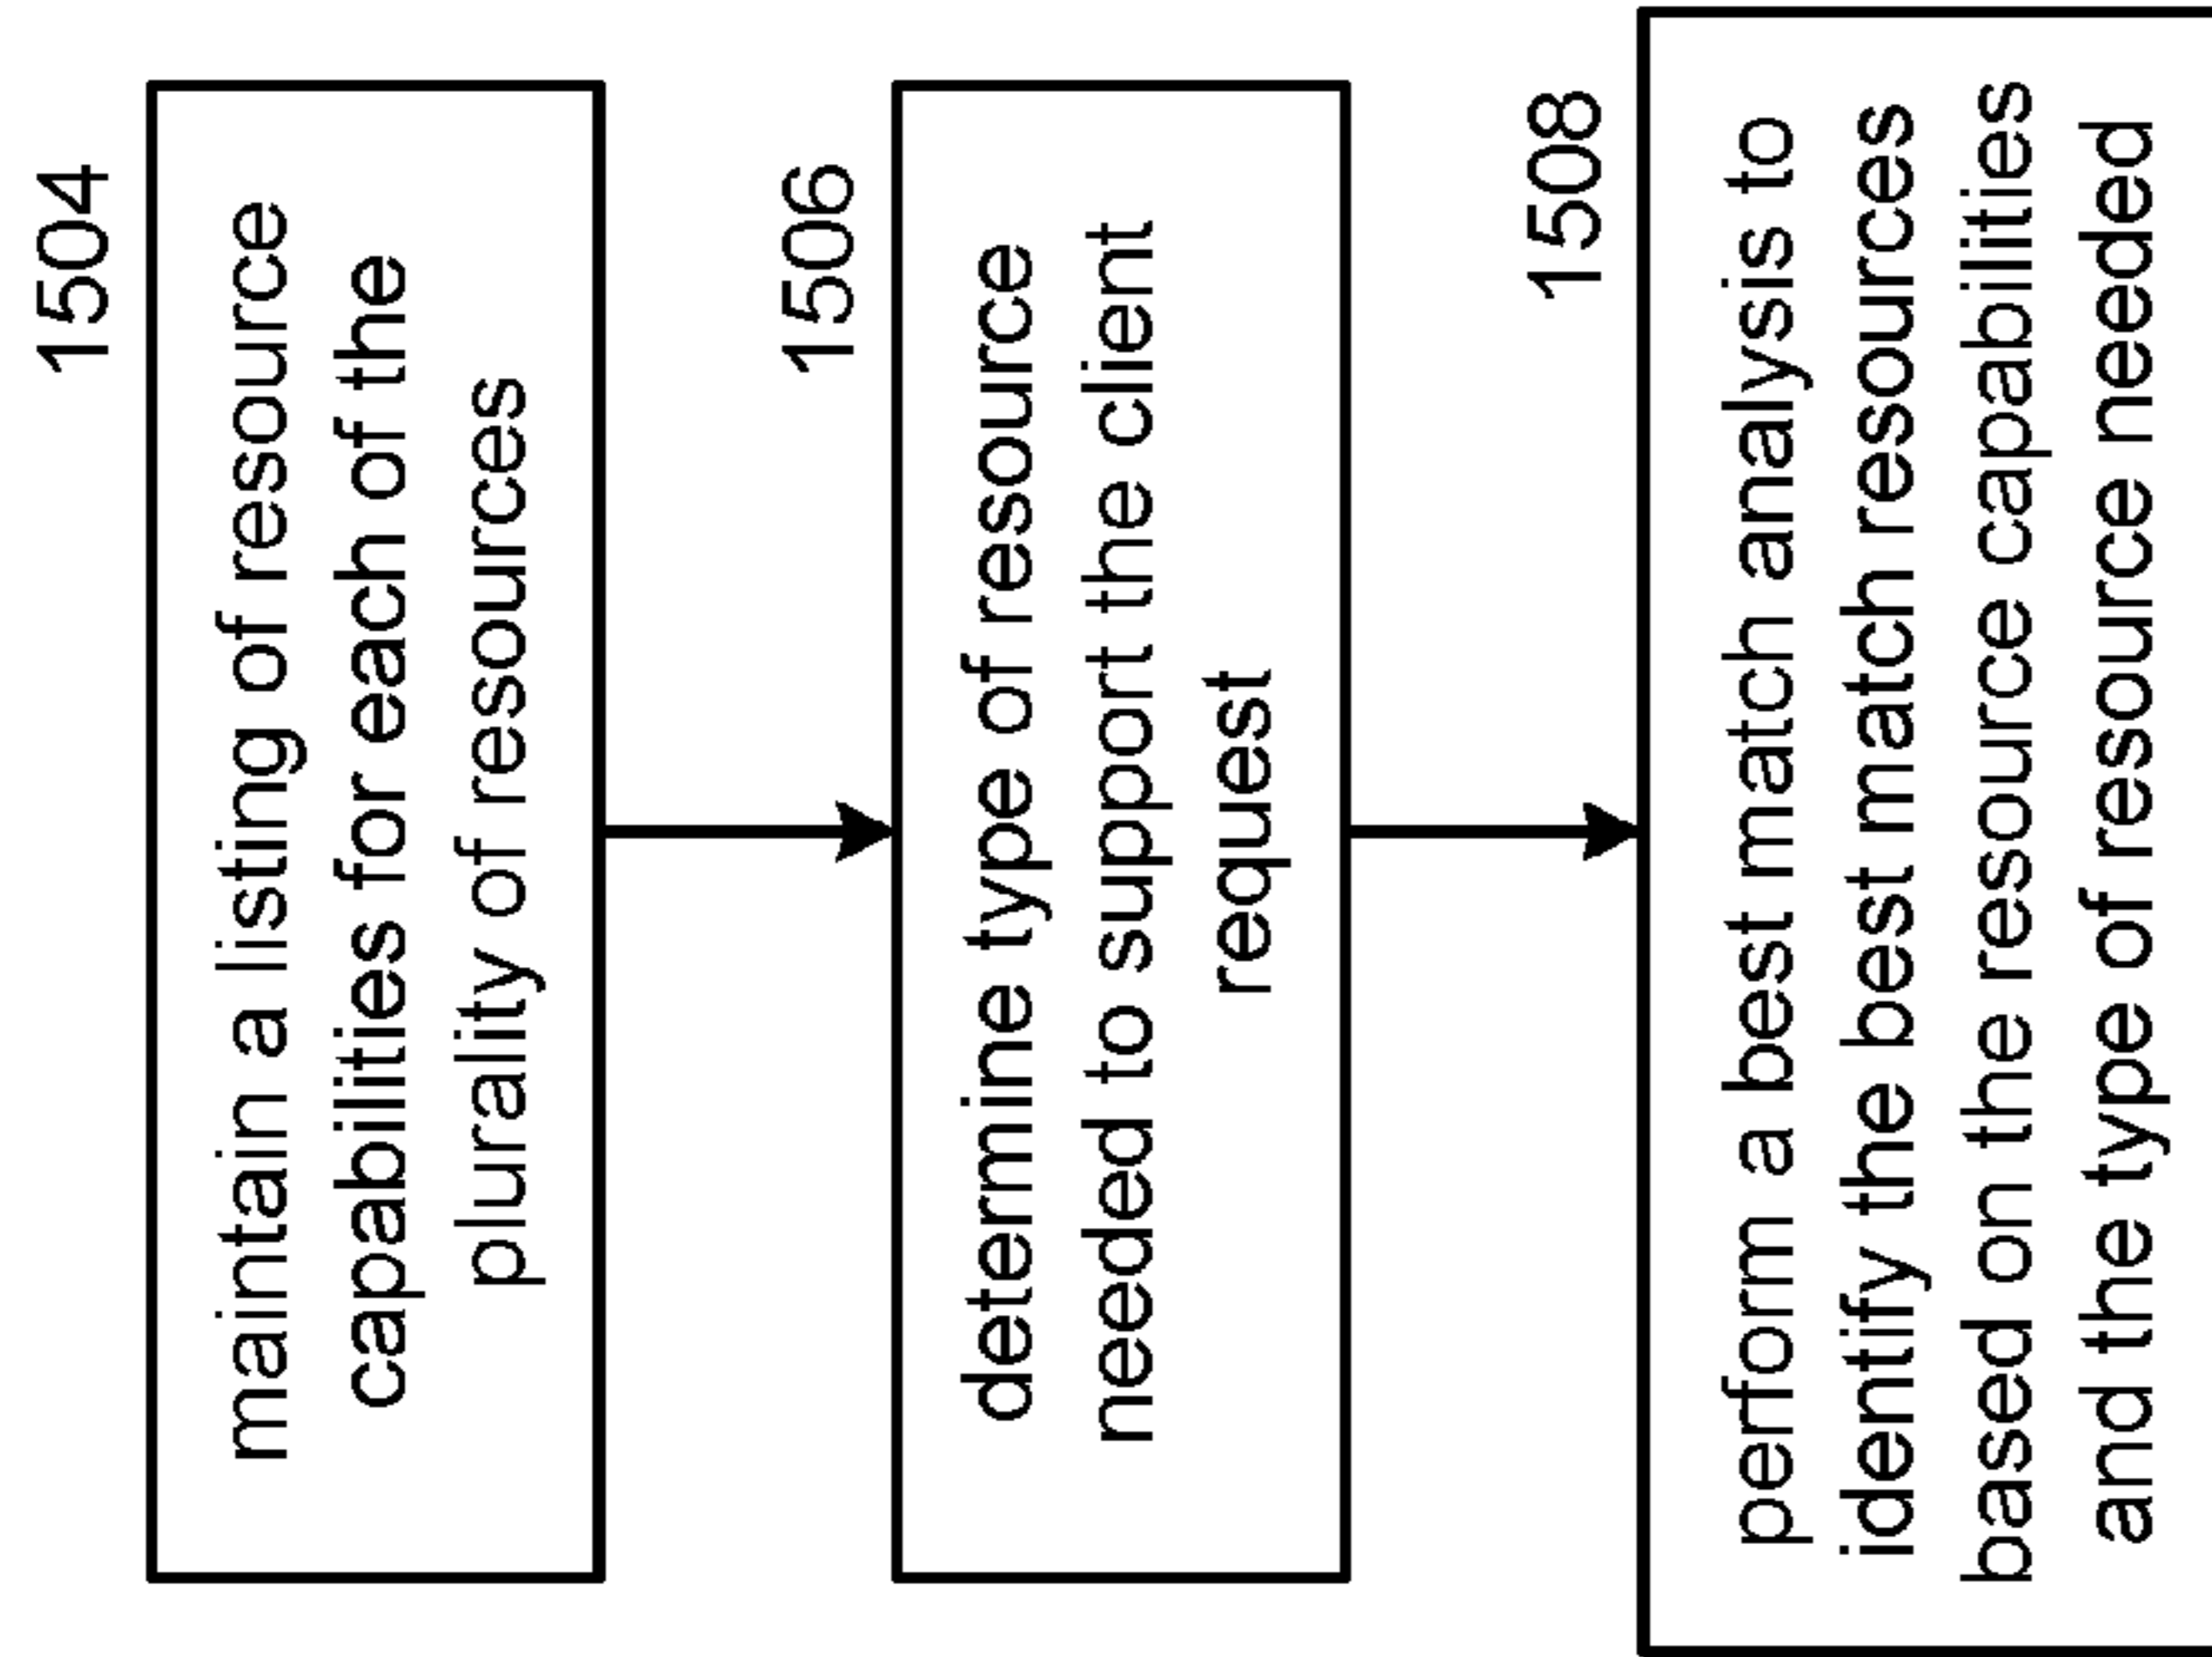 1504
maintain a listing of resource
capabilities for each of the
plurality of resources
1506
determine type of resource
needed to support the client
request
1508
perform a best match analysis to
identify the best match resources
based on the resource capabilities
and the type of resource needed